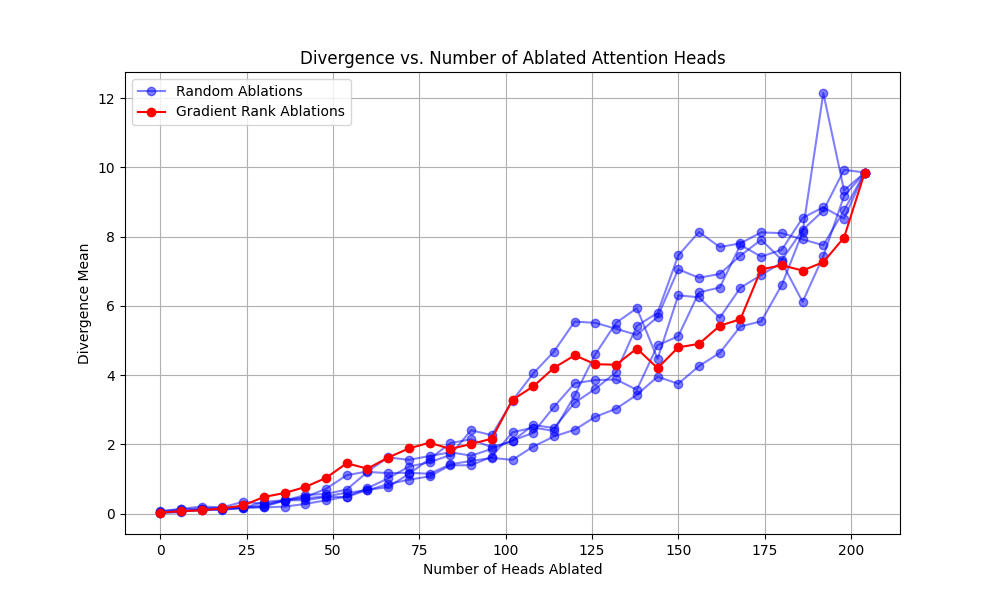 Divergence vs. Number of Ablated Attention Heads
Random Ablations
Gradient Rank Ablations
12
10
8
6
4
2
0
Divergence Mean
0 25 50 75 100 125 150 175 200
Number of Heads Ablated